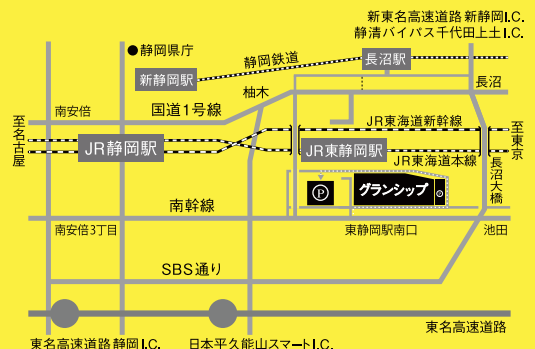 新東名高速道路 新静岡I.C.
静清バイパス千代田上土I.C.
●静岡県庁
静岡鉄道
長沼駅
新静岡駅
柚木
長沼
南安倍
国道1号線
至名古屋
JR静岡駅
JR東海道新幹線
JR東静岡駅
JR東海道本線
至東京
長沼大橋
P
グランシップ
南幹線
南安倍3丁目
東静岡駅南口
池田
SBS通り
東名高速道路
東名高速道路 静岡I.C.
日本平久能山スマートI.C.